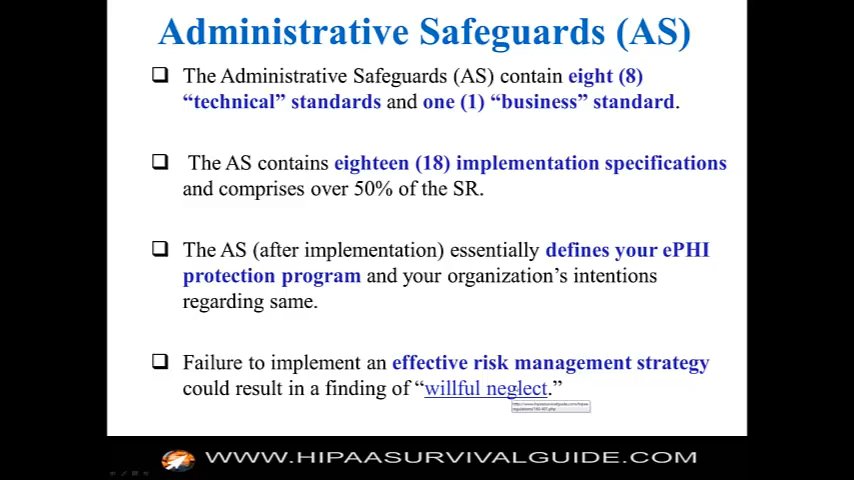 Administrative Safeguards (AS)
The Administrative Safeguards (AS) contain eight (8)
“technical” standards and one (1) “business” standard.
The AS contains eighteen (18) implementation specifications
and comprises over 50% of the SR.
The AS (after implementation) essentially defines your ePHI
protection program and your organization’s intentions
regarding same.
Failure to implement an effective risk management strategy
could result in a finding of “willful neglect.”
WWW.HIPAASURVIVALGUIDE.COM